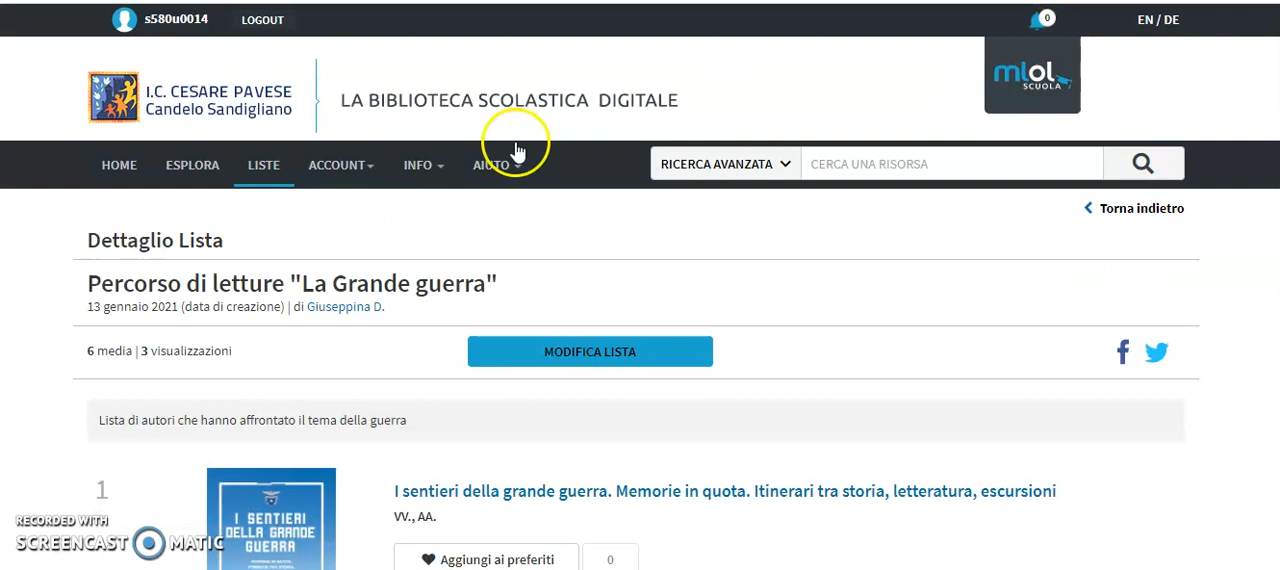 s580u0014 LOGOUT 0 EN / DE
I.C. CESARE PAVESE
Candelo Sandigliano
LA BIBLIOTECA SCOLASTICA DIGITALE
mlol
SCUOLA
HOME ESPLORA LISTE ACCOUNT INFO AIUTO RICERCA AVANZATA CERCA UNA RISORSA
Torna indietro
Dettaglio Lista
Percorso di letture "La Grande guerra"
13 gennaio 2021 (data di creazione) | di Giuseppina D.
6 media | 3 visualizzazioni MODIFICA LISTA
Lista di autori che hanno affrontato il tema della guerra
1
I sentieri della grande guerra. Memorie in quota. Itinerari tra storia, letteratura, escursioni
VV., AA.
I SENTIERI
DELLA GRANDE
GUERRA
Aggiungi ai preferiti 0
RECORDED WITH
SCREENCAST MATIC